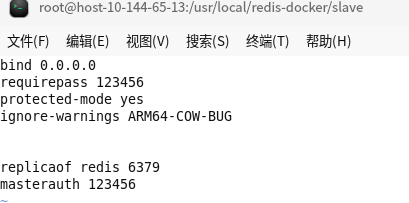 root@host-10-144-65-13:/usr/local/redis-docker/slave
文件(F) 编辑(E) 视图(V) 搜索(S) 终端(T) 帮助(H)
bind 0.0.0.0
requirepass 123456
protected-mode yes
ignore-warnings ARM64-COW-BUG
replicaof redis 6379
masterauth 123456
~